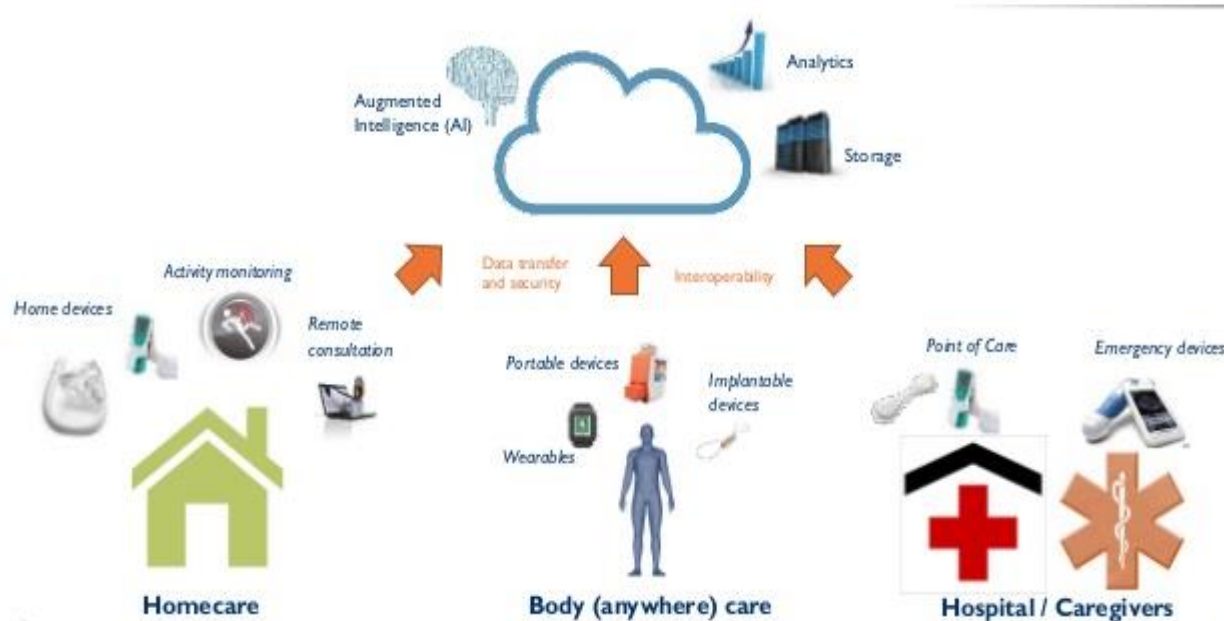 Augmented
Intelligence (AI)
Analytics
Storage
Data transfer
and security
Interoperability
Activity monitoring
Home devices
Remote
consultation
Portable devices
Implantable
devices
Wearables
Point of Care
Emergency devices
Homecare
Body (anywhere) care
Hospital / Caregivers